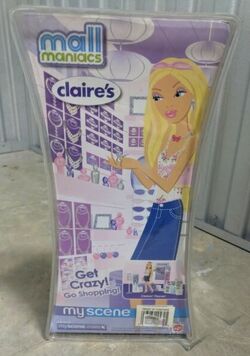 mall
maniacs
claire's
Get
Crazy!
Go Shopping!
myscene